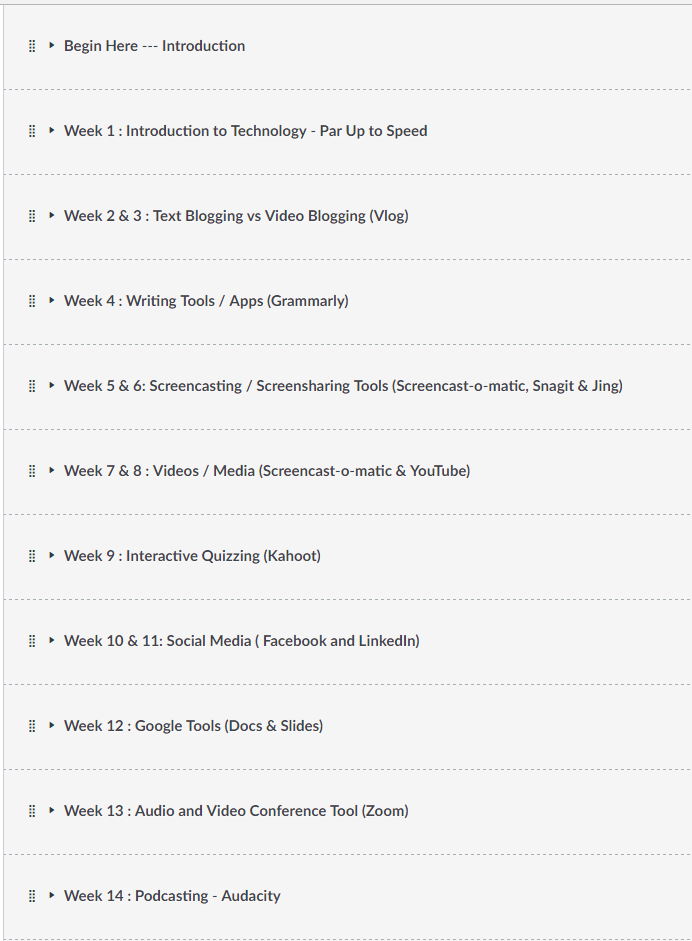 Begin Here --- Introduction
Week 1 : Introduction to Technology - Par Up to Speed
Week 2 & 3 : Text Blogging vs Video Blogging (Vlog)
Week 4 : Writing Tools / Apps (Grammarly)
Week 5 & 6: Screencasting / Screensharing Tools (Screencast-o-matic, Snagit & Jing)
Week 7 & 8 : Videos / Media (Screencast-o-matic & YouTube)
Week 9 : Interactive Quizzing (Kahoot)
Week 10 & 11: Social Media ( Facebook and LinkedIn)
Week 12 : Google Tools (Docs & Slides)
Week 13 : Audio and Video Conference Tool (Zoom)
Week 14 : Podcasting - Audacity